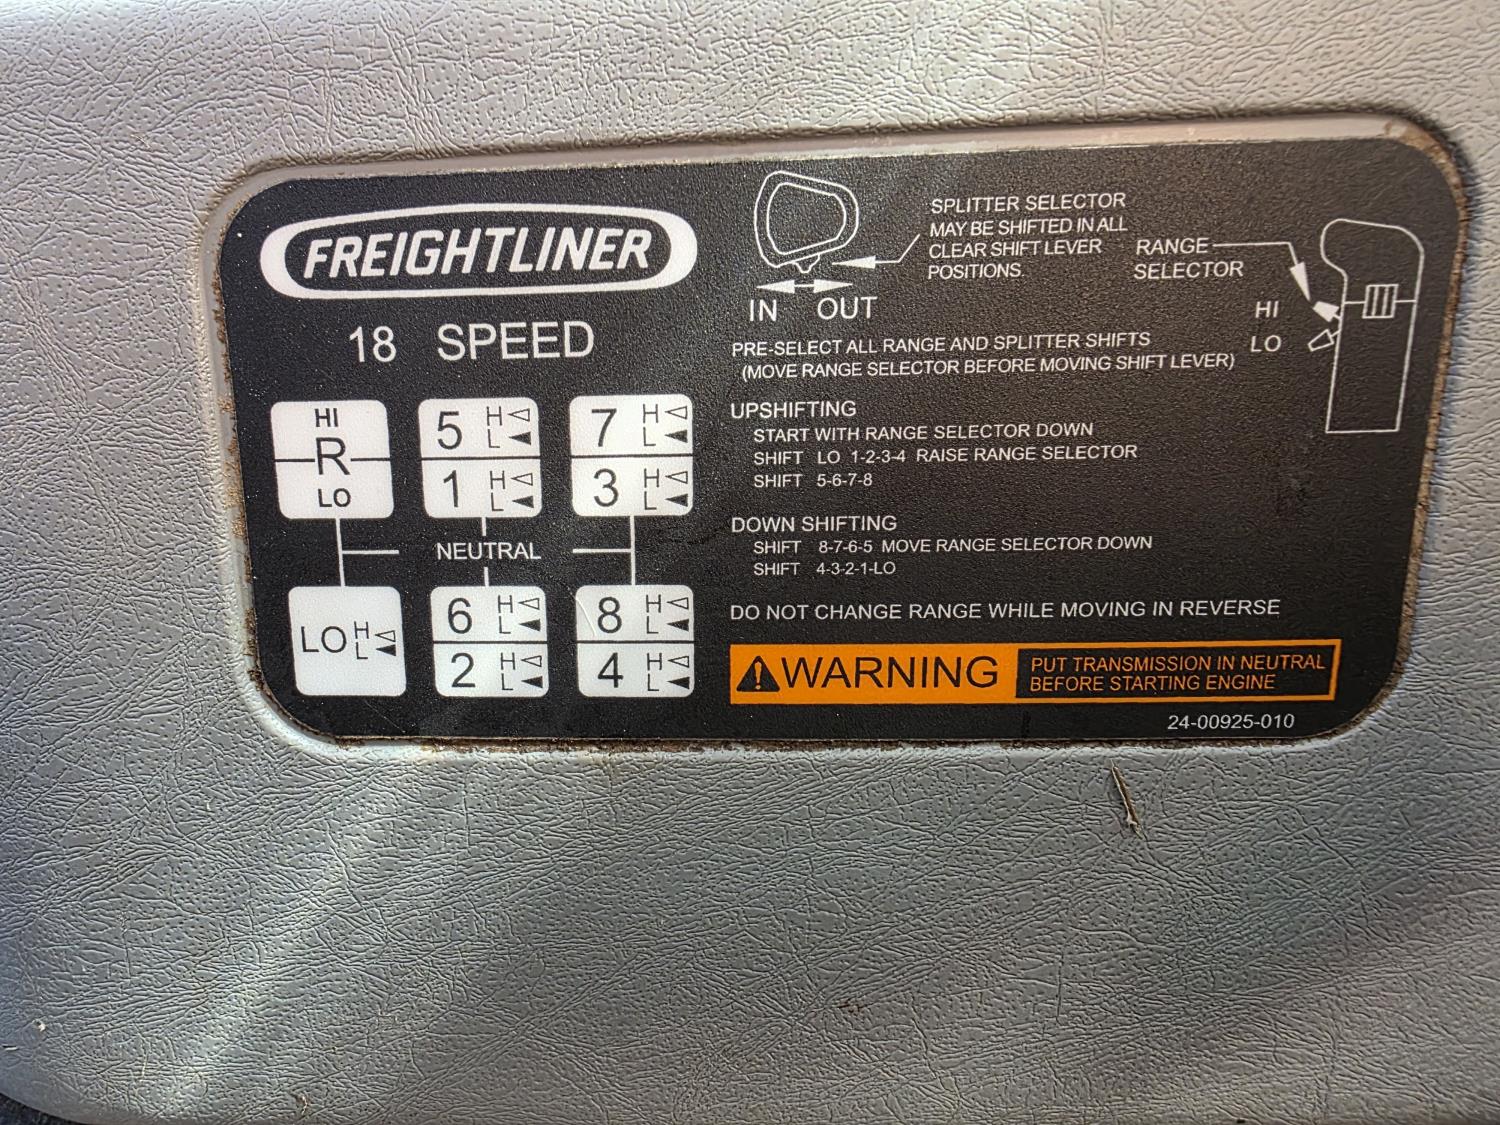 FREIGHTLINER
18 SPEED
HI
R
LO
5 H L
1 H L
7 H L
3 H L
NEUTRAL
LO H L
6 H L
2 H L
8 H L
4 H L
SPLITTER SELECTOR
MAY BE SHIFTED IN ALL
CLEAR SHIFT LEVER
POSITIONS.
IN OUT
RANGE
SELECTOR
HI
LO
PRE-SELECT ALL RANGE AND SPLITTER SHIFTS
(MOVE RANGE SELECTOR BEFORE MOVING SHIFT LEVER)
UPSHIFTING
START WITH RANGE SELECTOR DOWN
SHIFT LO 1-2-3-4 RAISE RANGE SELECTOR
SHIFT 5-6-7-8
DOWN SHIFTING
SHIFT 8-7-6-5 MOVE RANGE SELECTOR DOWN
SHIFT 4-3-2-1-LO
DO NOT CHANGE RANGE WHILE MOVING IN REVERSE
WARNING
PUT TRANSMISSION IN NEUTRAL
BEFORE STARTING ENGINE
24-00925-010